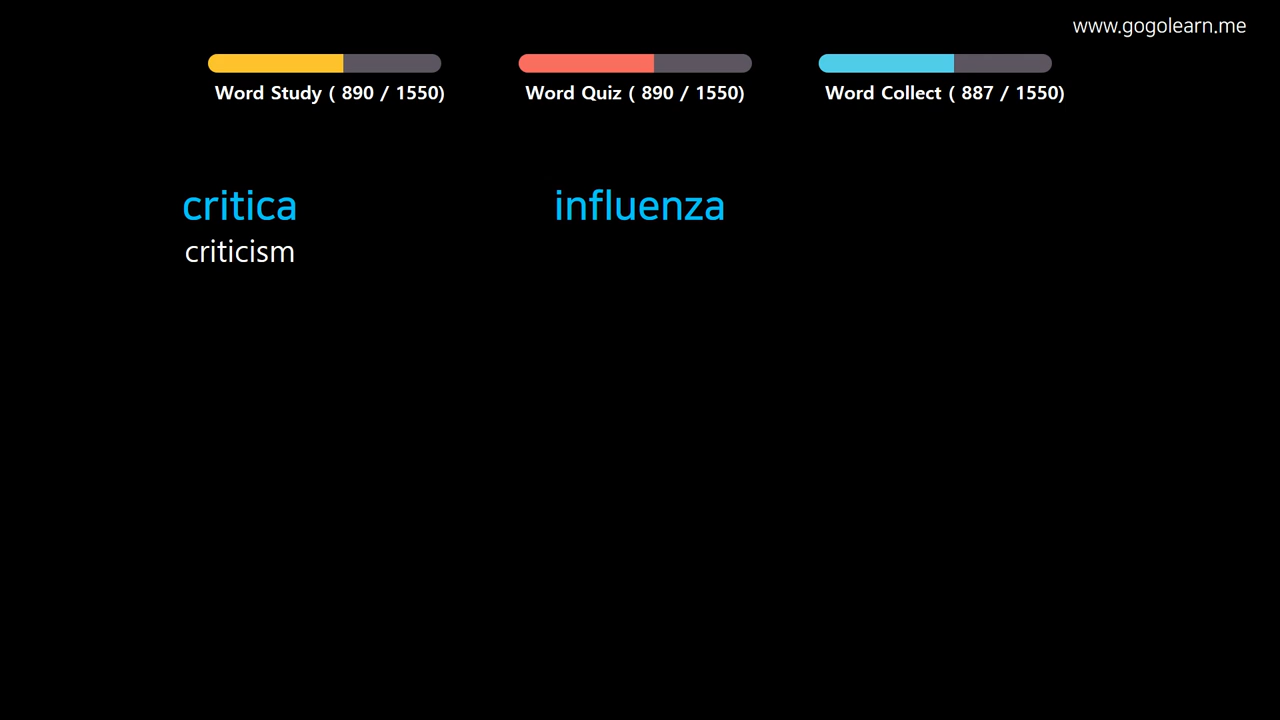 www.gogolearn.me
Word Study ( 890 / 1550)
Word Quiz ( 890 / 1550)
Word Collect ( 887 / 1550)
critica
influenza
criticism